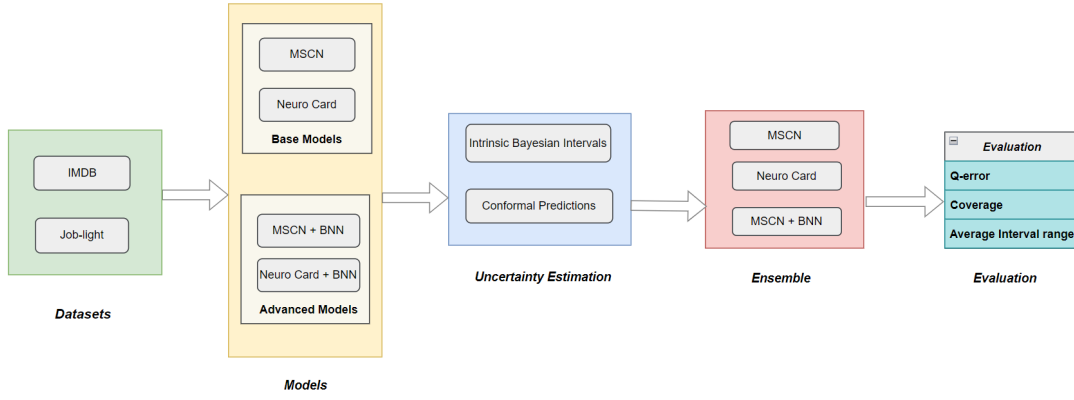 IMDB
Job-light
Datasets
MSCN
Neuro Card
Base Models
MSCN + BNN
Neuro Card + BNN
Advanced Models
Models
Intrinsic Bayesian Intervals
Conformal Predictions
Uncertainty Estimation
MSCN
Neuro Card
MSCN + BNN
Ensemble
Evaluation
Q-error
Coverage
Average Interval range
Evaluation